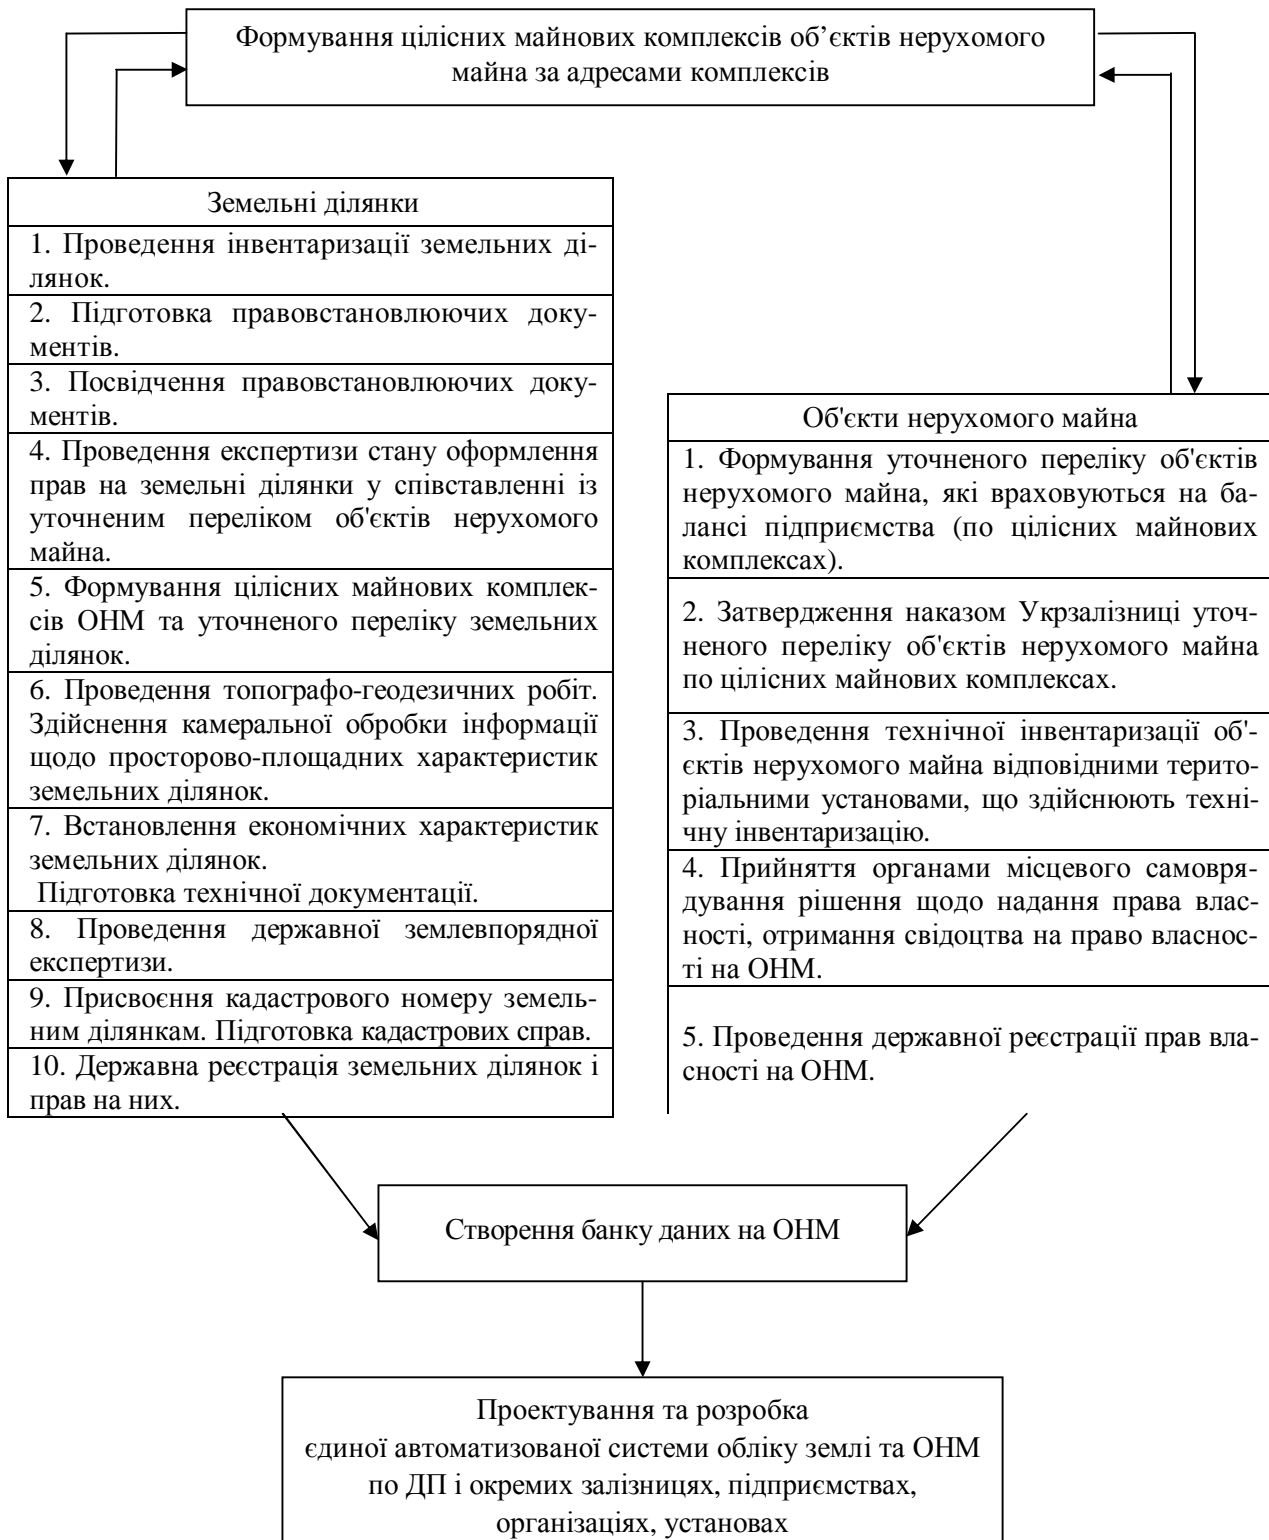 Формування цілісних майнових комплексів об’єктів нерухомого
майна за адресами комплексів
Земельні ділянки
1. Проведення інвентаризації земельних ді-
лянок.
2. Підготовка правовстановлюючих доку-
ментів.
3. Посвідчення правовстановлюючих доку-
ментів.
4. Проведення експертизи стану оформлення
прав на земельні ділянки у співставленні із
уточненим переліком об'єктів нерухомого
майна.
5. Формування цілісних майнових комплек-
сів ОНМ та уточненого переліку земельних
ділянок.
6. Проведення топографо-геодезичних робіт.
Здійснення камеральної обробки інформації
щодо просторово-площадних характеристик
земельних ділянок.
7. Встановлення економічних характеристик
земельних ділянок.
Підготовка технічної документації.
8. Проведення державної землевпорядної
експертизи.
9. Присвоєння кадастрового номеру земель-
ним ділянкам. Підготовка кадастрових справ.
10. Державна реєстрація земельних ділянок і
прав на них.
Об'єкти нерухомого майна
1. Формування уточненого переліку об'єктів
нерухомого майна, які враховуються на ба-
лансі підприємства (по цілісних майнових
комплексах).
2. Затвердження наказом Укрзалізниці уточ-
неного переліку об'єктів нерухомого майна
по цілісних майнових комплексах.
3. Проведення технічної інвентаризації об'-
єктів нерухомого майна відповідними терито-
ріальними установами, що здійснюють техні-
чну інвентаризацію.
4. Прийняття органами місцевого самовря-
дування рішення щодо надання права влас-
ності, отримання свідоцтва на право власнос-
ті на ОНМ.
5. Проведення державної реєстрації прав вла-
сності на ОНМ.
Створення банку даних на ОНМ
Проектування та розробка
єдиної автоматизованої системи обліку землі та ОНМ
по ДП і окремих залізницях, підприємствах,
організаціях, установах